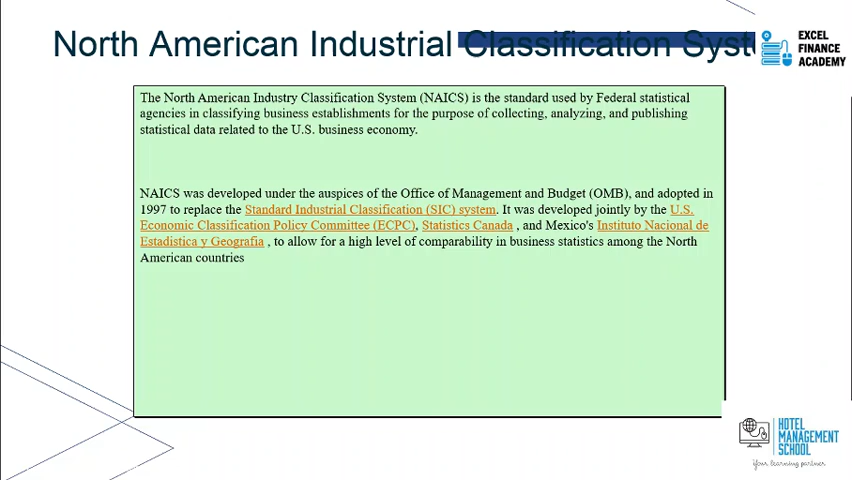 North American Industrial Classification Syst
EXCEL
FINANCE
ACADEMY
The North American Industry Classification System (NAICS) is the standard used by Federal statistical
agencies in classifying business establishments for the purpose of collecting, analyzing, and publishing
statistical data related to the U.S. business economy.
NAICS was developed under the auspices of the Office of Management and Budget (OMB), and adopted in
1997 to replace the Standard Industrial Classification (SIC) system. It was developed jointly by the U.S.
Economic Classification Policy Committee (ECPC), Statistics Canada , and Mexico's Instituto Nacional de
Estadistica y Geografia , to allow for a high level of comparability in business statistics among the North
American countries
HOTEL
MANAGEMENT
SCHOOL
your learning partner